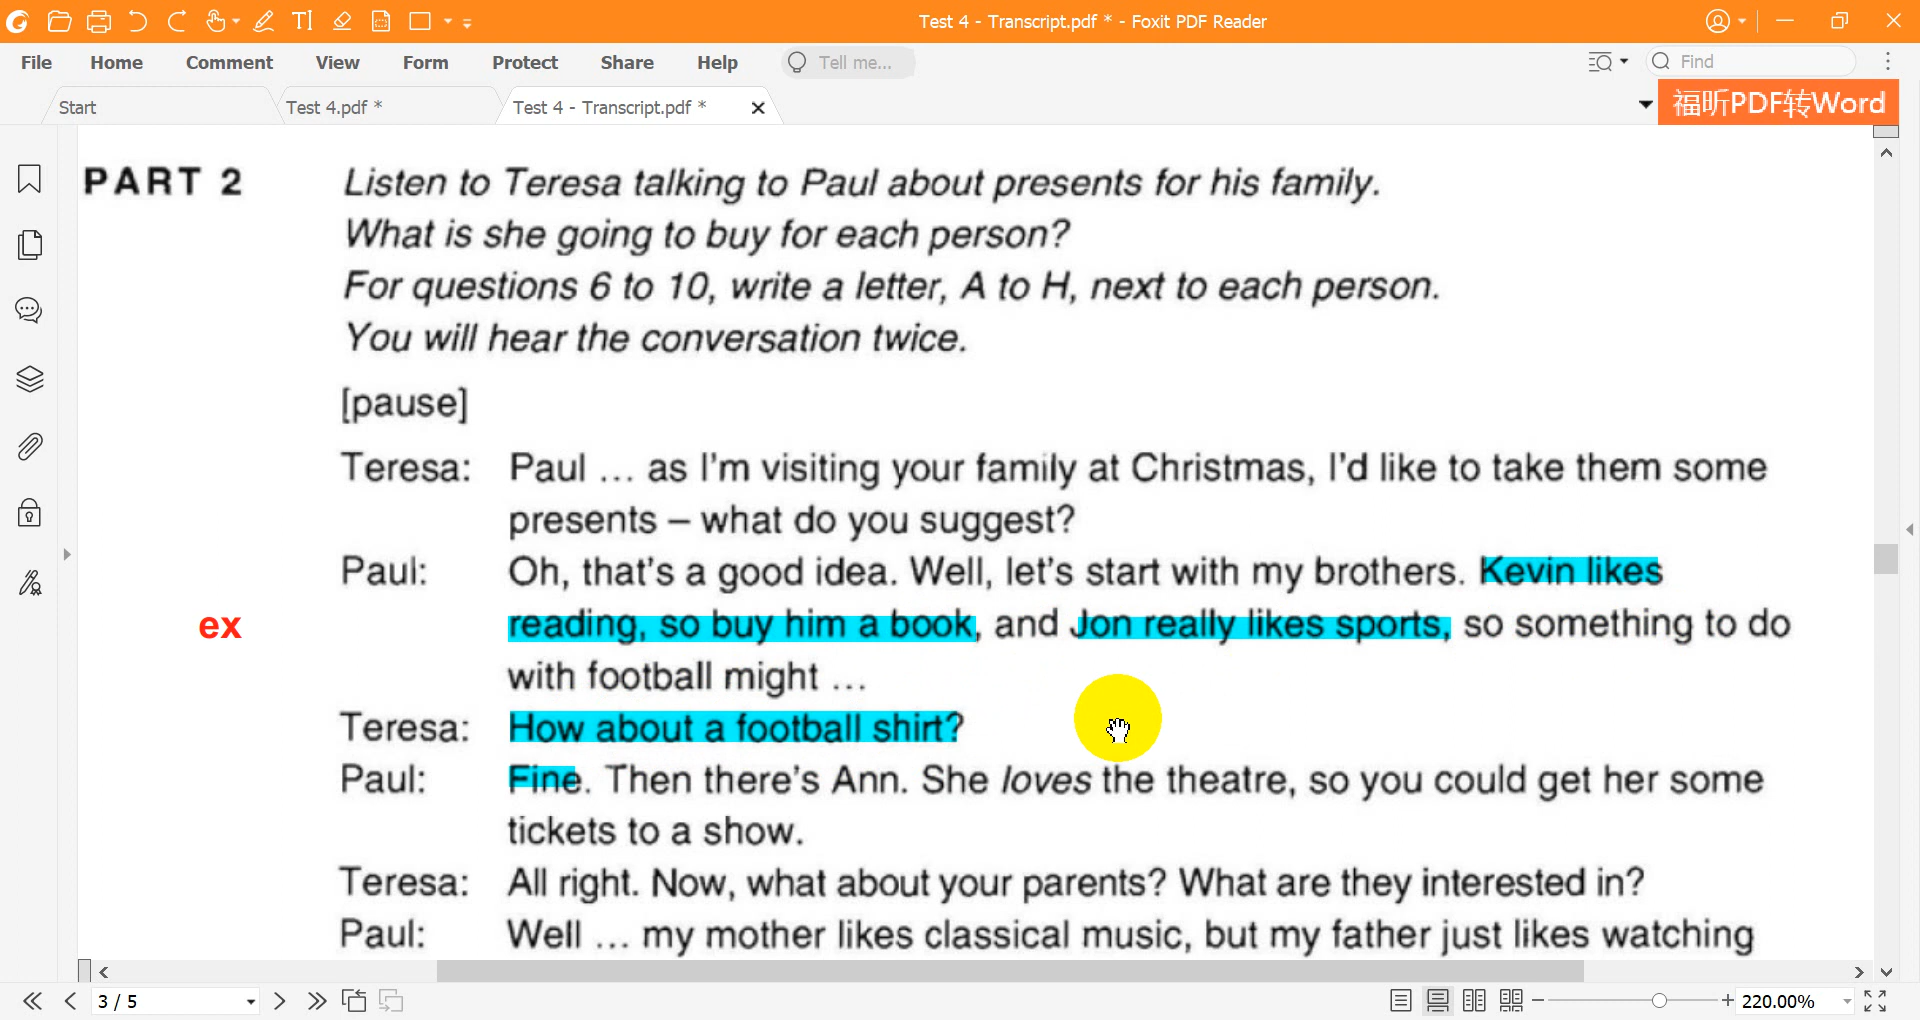 Test 4 - Transcript.pdf * - Foxit PDF Reader
File Home Comment View Form Protect Share Help Tell me... Find
Start Test 4.pdf * Test 4 - Transcript.pdf * 福昕PDF转Word
PART 2 Listen to Teresa talking to Paul about presents for his family.
What is she going to buy for each person?
For questions 6 to 10, write a letter, A to H, next to each person.
You will hear the conversation twice.
[pause]
Teresa: Paul ... as I'm visiting your family at Christmas, I'd like to take them some
presents – what do you suggest?
Paul: Oh, that's a good idea. Well, let's start with my brothers. Kevin likes
ex reading, so buy him a book, and Jon really likes sports, so something to do
with football might ...
Teresa: How about a football shirt?
Paul: Fine. Then there's Ann. She loves the theatre, so you could get her some
tickets to a show.
Teresa: All right. Now, what about your parents? What are they interested in?
Paul: Well ... my mother likes classical music, but my father just likes watching
3 / 5 220.00%